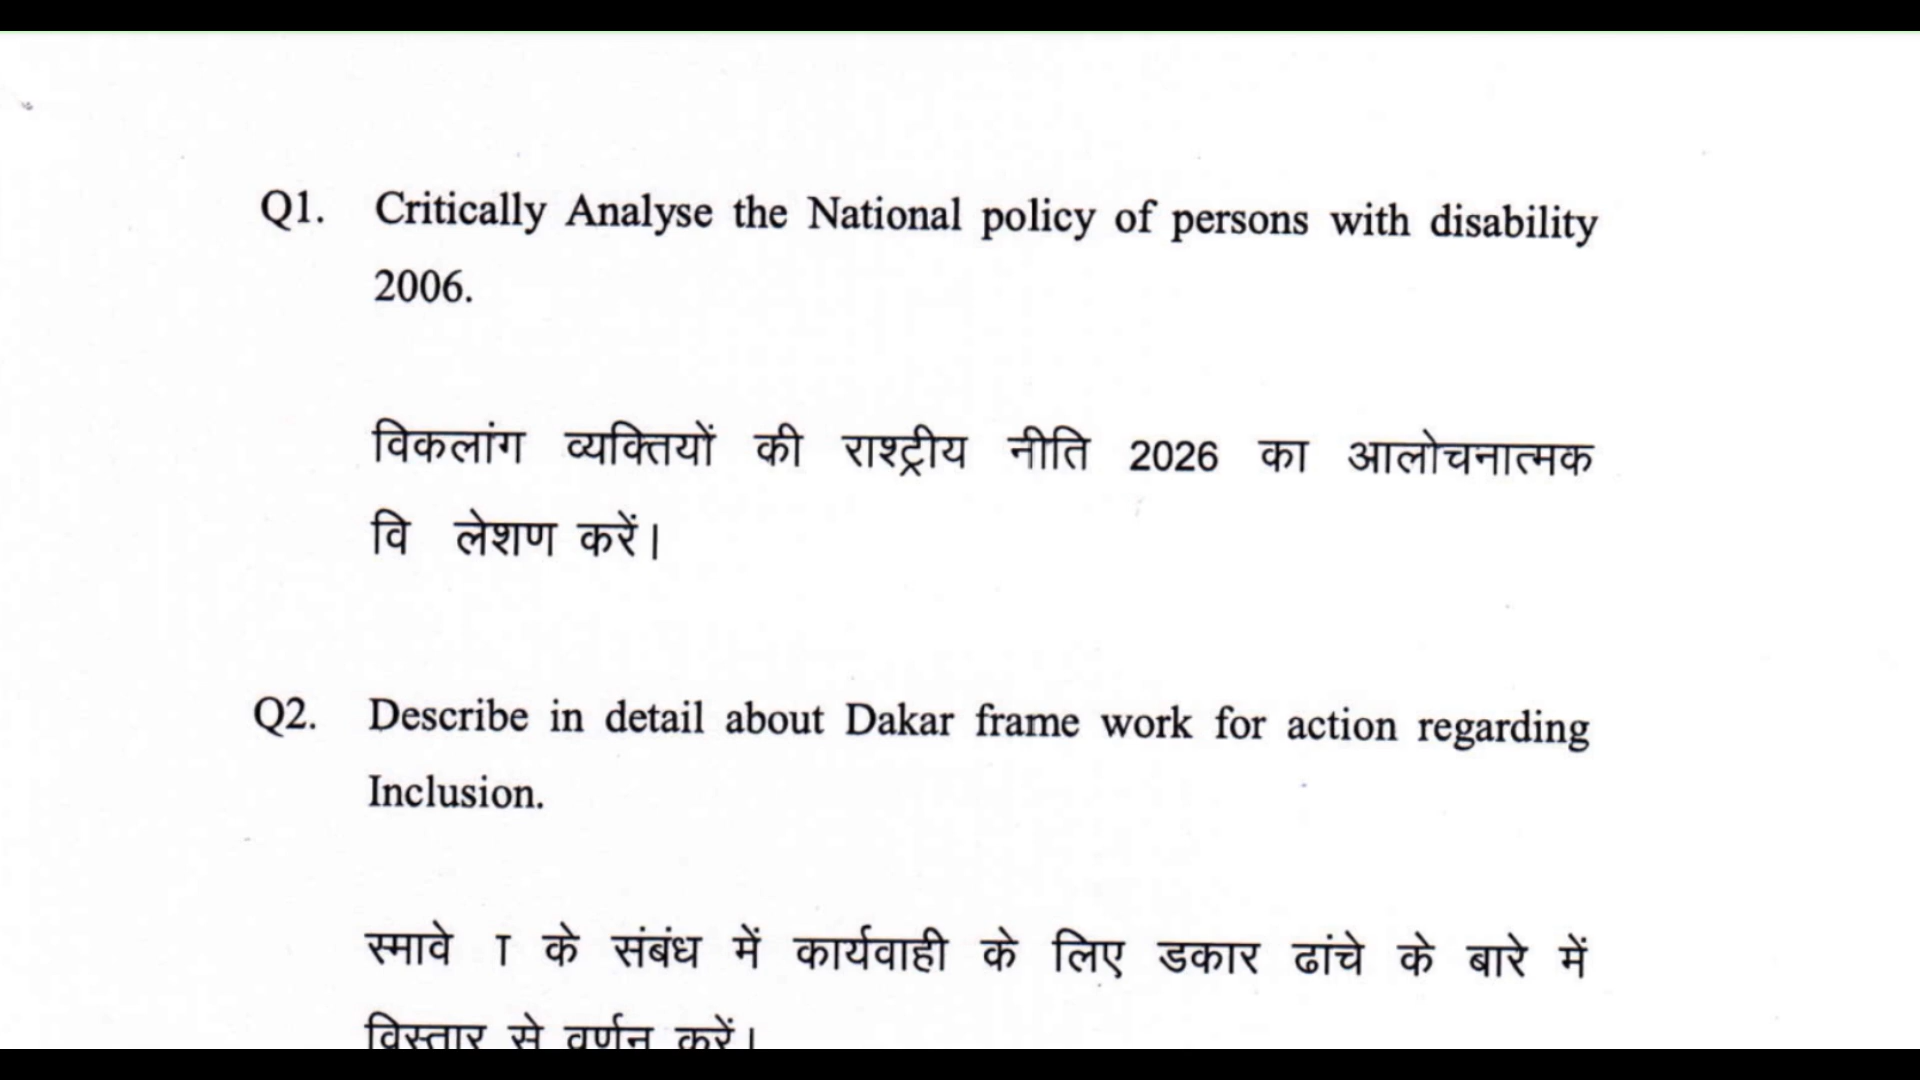 Q1. Critically Analyse the National policy of persons with disability
2006.
विकलांग व्यक्तियों की राश्ट्रीय नीति 2026 का आलोचनात्मक
वि लेशण करें।
Q2. Describe in detail about Dakar frame work for action regarding
Inclusion.
स्मावे ा के संबंध में कार्यवाही के लिए डकार ढांचे के बारे में
विस्तार से वर्णन करें।